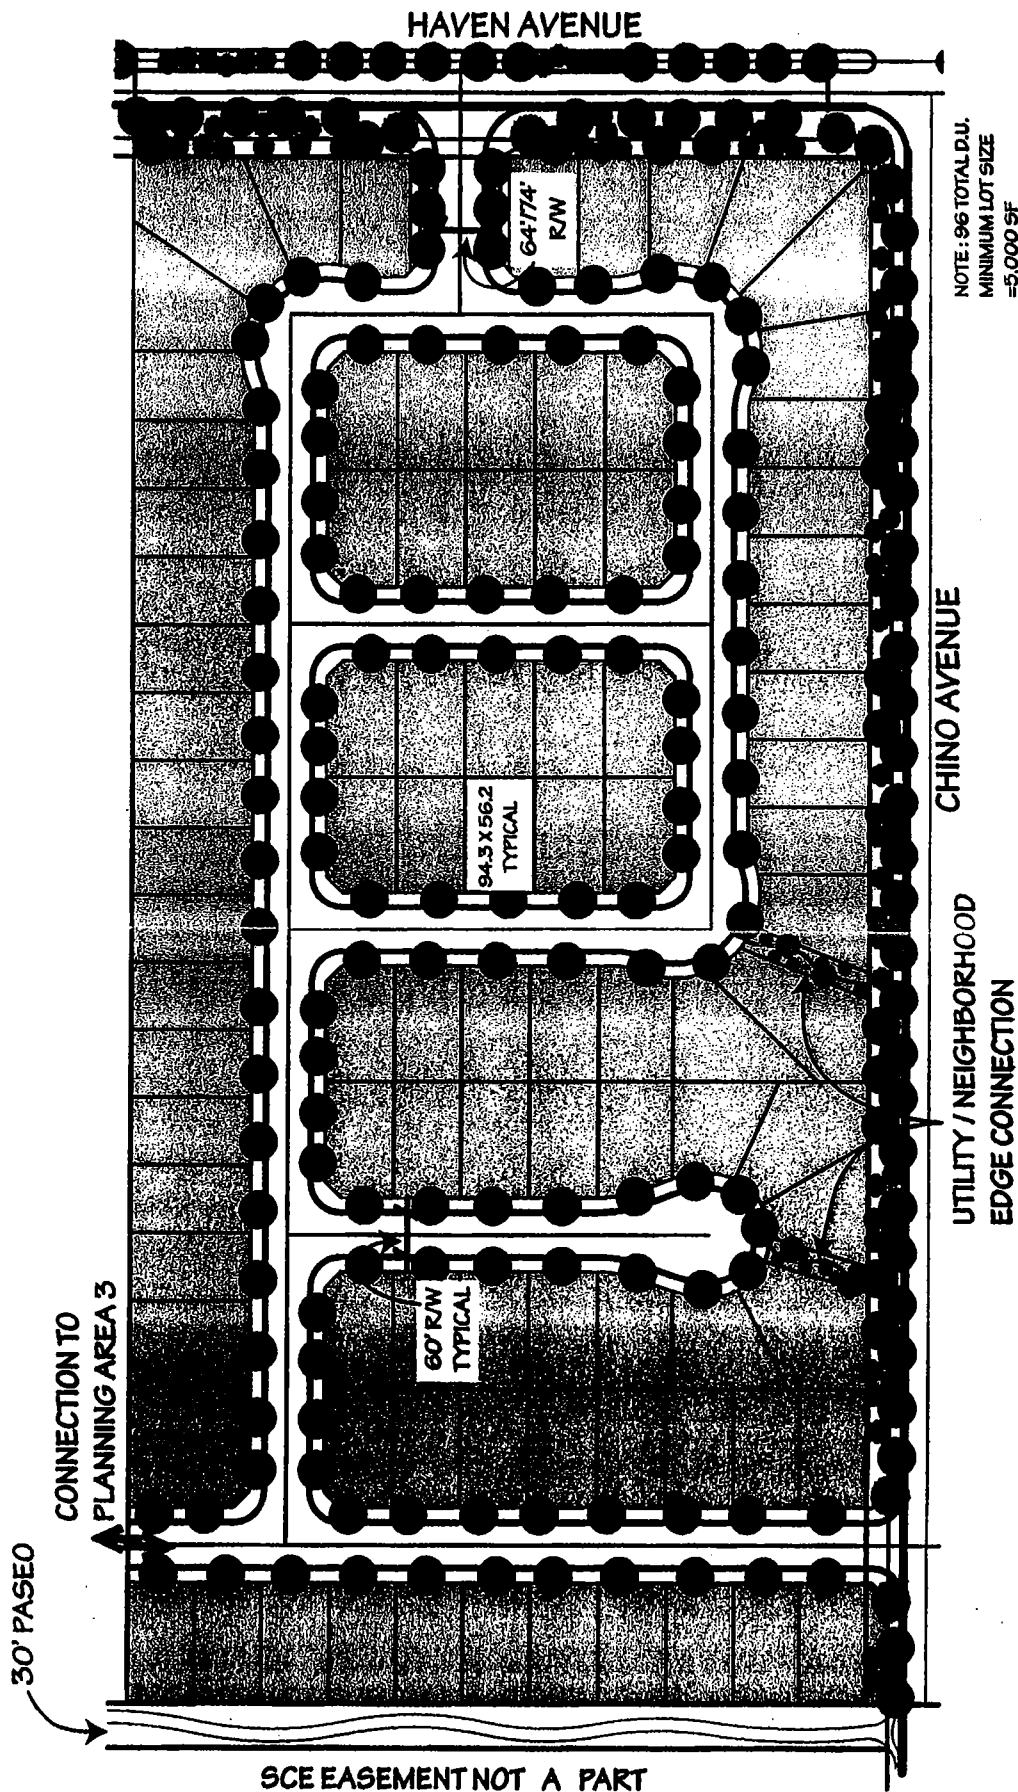 HAVEN AVENUE
64'/74'
R/W
NOTE: 96 TOTAL D.U.
MINIMUM LOT SIZE
=5,000 SF
94.3 X 56.2
TYPICAL
CHINO AVENUE
UTILITY / NEIGHBORHOOD
EDGE CONNECTION
60' R/W
TYPICAL
CONNECTION TO
PLANNING AREA 3
30' PASEO
SCE EASEMENT NOT A PART